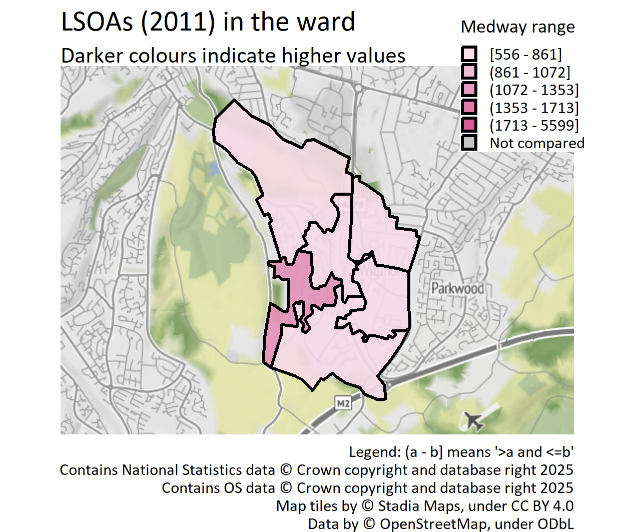 LSOAs (2011) in the ward
Darker colours indicate higher values
Medway range
[556 - 861]
(861 - 1072]
(1072 - 1353]
(1353 - 1713]
(1713 - 5599]
Not compared
Parkwood
M2
Legend: (a - b] means '>a and <=b'
Contains National Statistics data © Crown copyright and database right 2025
Contains OS data © Crown copyright and database right 2025
Map tiles by © Stadia Maps, under CC BY 4.0
Data by © OpenStreetMap, under ODbL